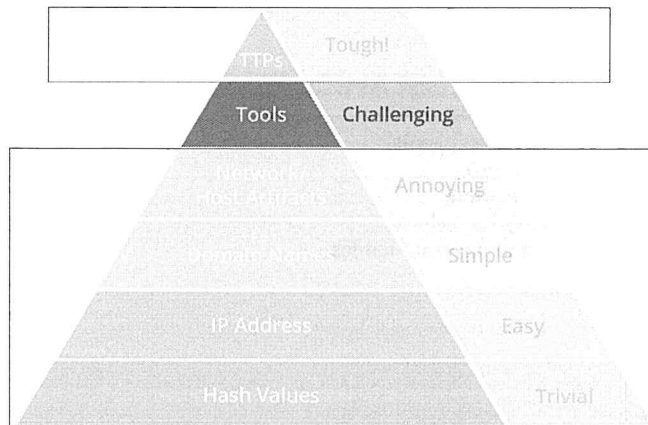 TTPs
Tough!
Tools
Challenging
Network/
Host Artifacts
Annoying
Domain Names
Simple
IP Address
Easy
Hash Values
Trivial